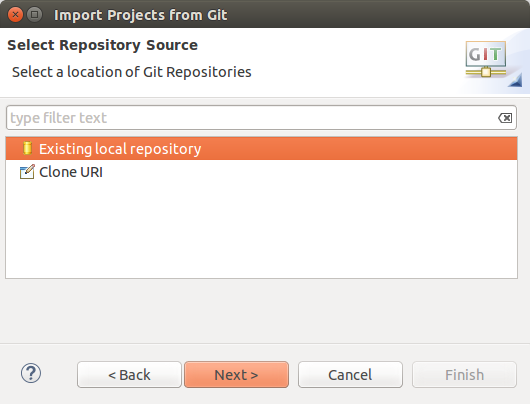 Import Projects from Git
Select Repository Source
Select a location of Git Repositories
GIT
type filter text
Existing local repository
Clone URI
?
< Back
Next >
Cancel
Finish